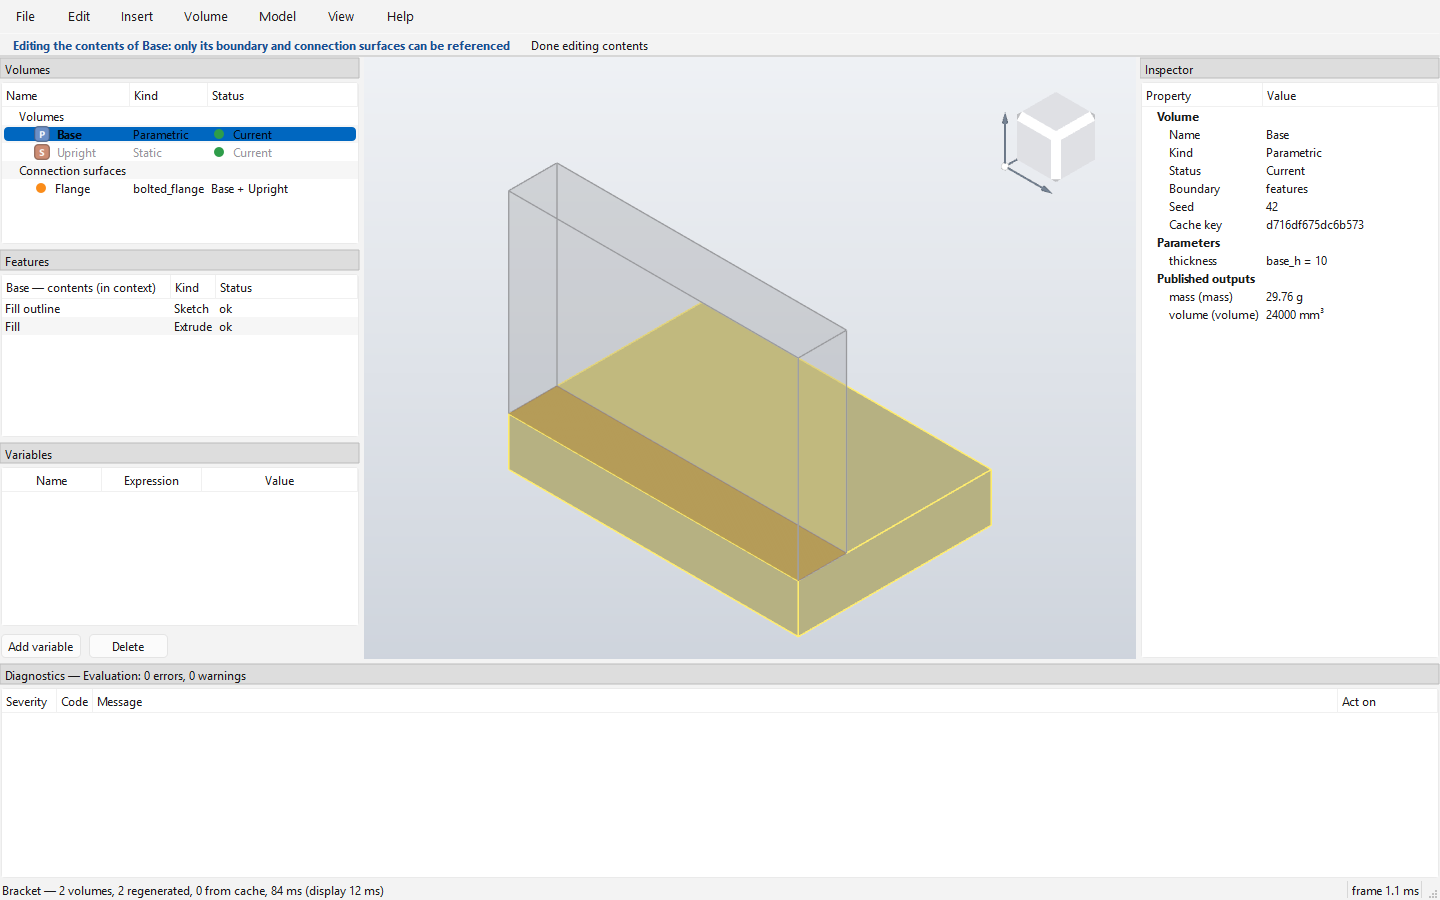 File Edit Insert Volume Model View Help
Editing the contents of Base: only its boundary and connection surfaces can be referenced Done editing contents
Volumes
Name Kind Status
Volumes
P Base Parametric Current
S Upright Static Current
Connection surfaces
Flange bolted_flange Base + Upright
Features
Base — contents (in context) Kind Status
Fill outline Sketch ok
Fill Extrude ok
Variables
Name Expression Value
Add variable Delete
Inspector
Property Value
Volume
Name Base
Kind Parametric
Status Current
Boundary features
Seed 42
Cache key d716df675dc6b573
Parameters
thickness base_h = 10
Published outputs
mass (mass) 29.76 g
volume (volume) 24000 mm³
Diagnostics — Evaluation: 0 errors, 0 warnings
Severity Code Message Act on
Bracket — 2 volumes, 2 regenerated, 0 from cache, 84 ms (display 12 ms) frame 1.1 ms